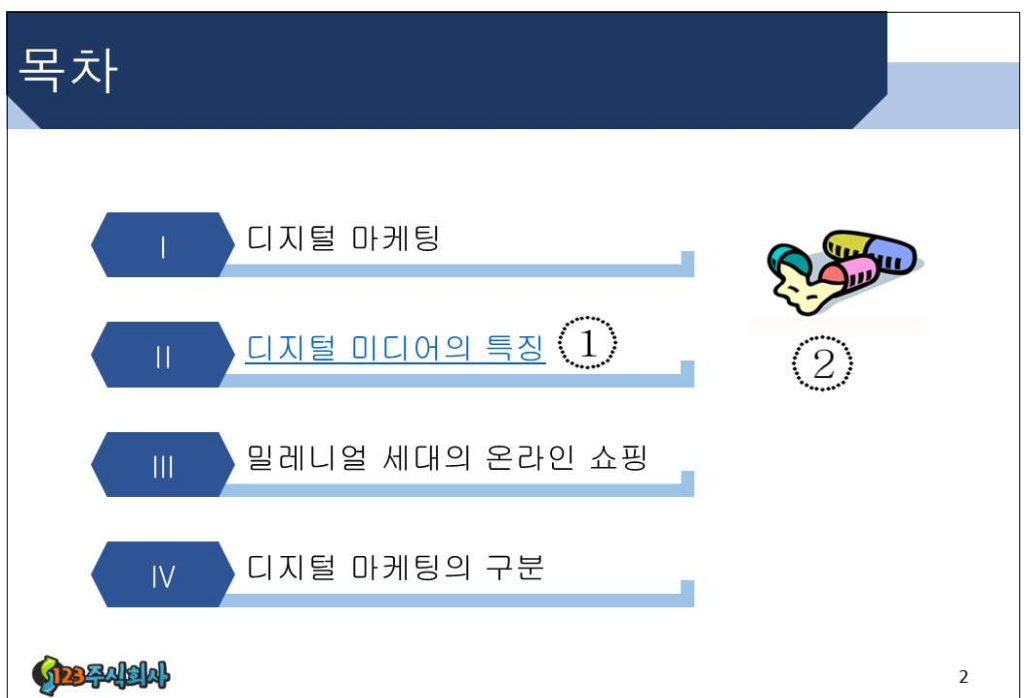 목차
I
디지털 마케팅
II
디지털 미디어의 특징 ①
②
III
밀레니얼 세대의 온라인 쇼핑
IV
디지털 마케팅의 구분
123주식회사
2